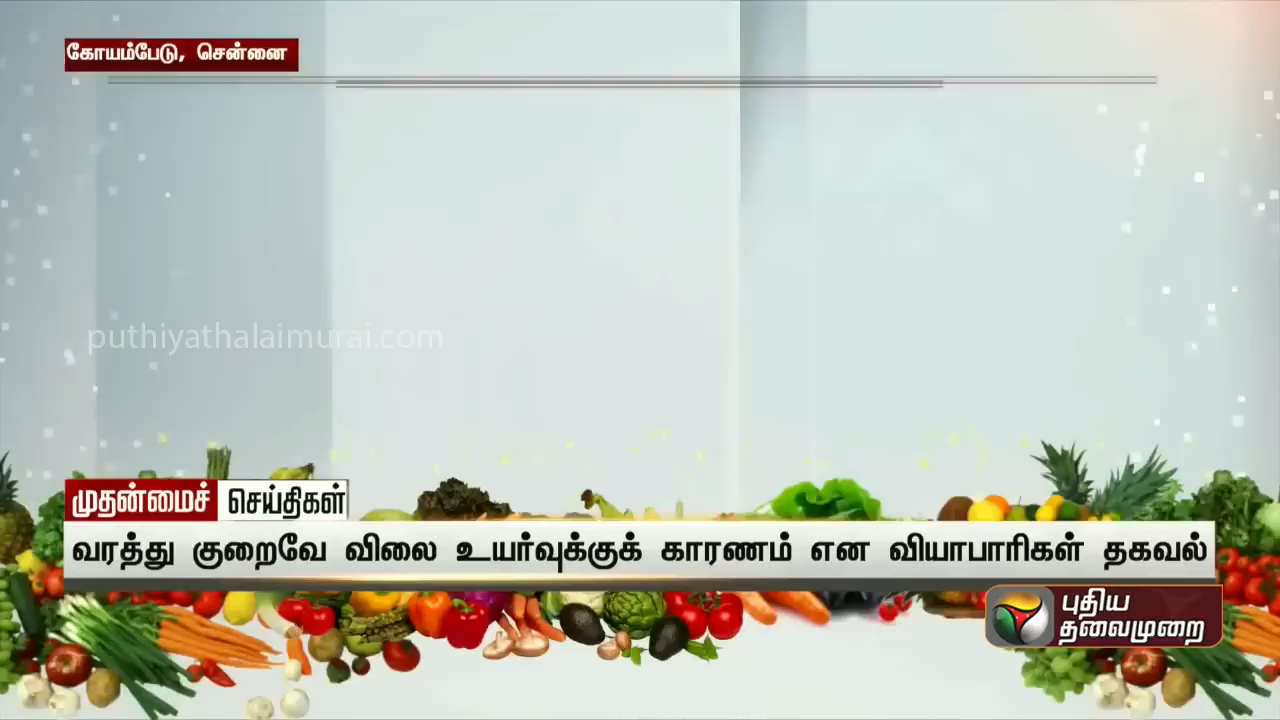 கோயம்பேடு, சென்னை
puthiyathalaimurai.com
முதன்மைச் செய்திகள்
வரத்து குறைவே விலை உயர்வுக்குக் காரணம் என வியாபாரிகள் தகவல்
புதிய
தலைமுறை